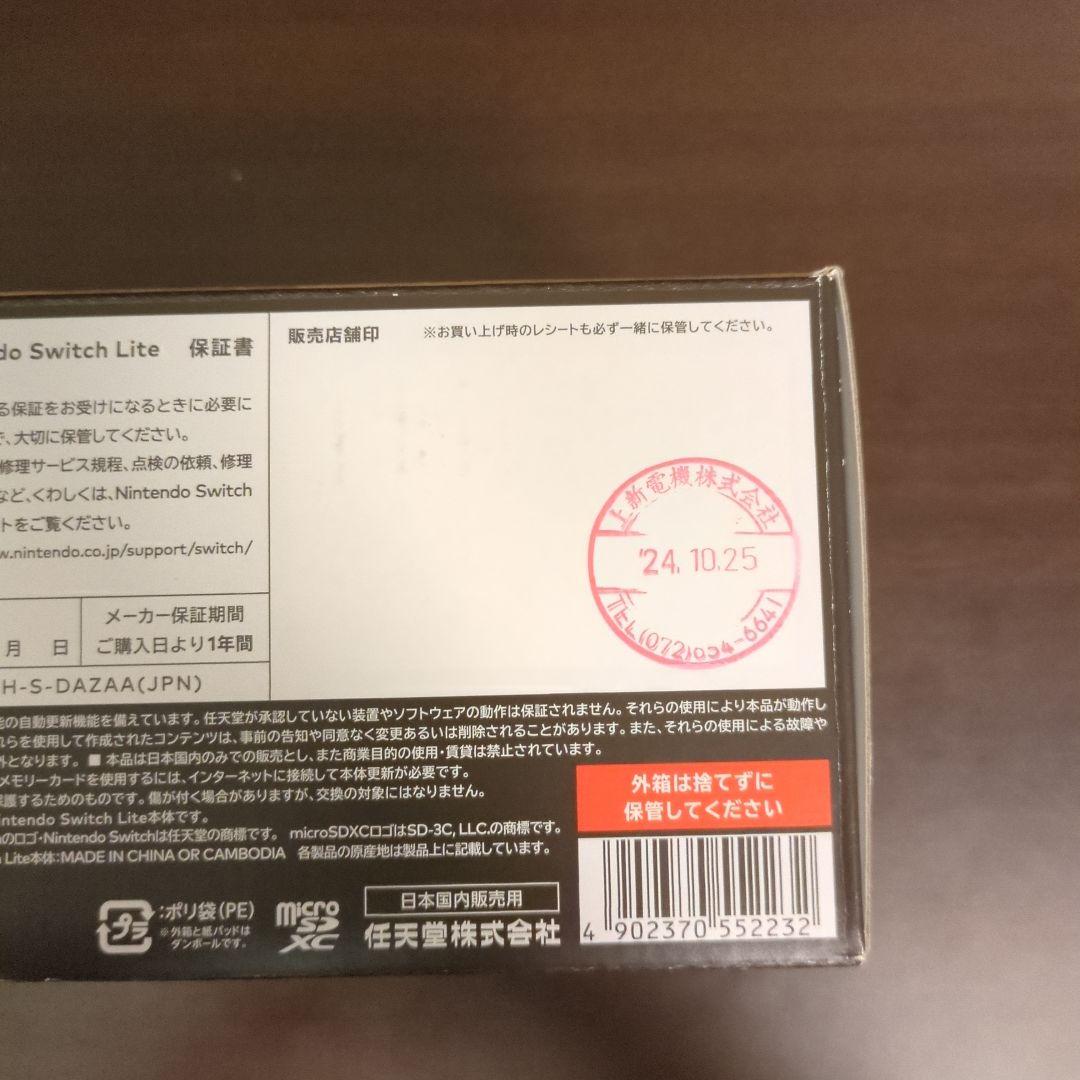 do Switch Lite 保証書
る保証をお受けになるときに必要に
で、大切に保管してください。
修理サービス規程、点検の依頼、修理
など、くわしくは、Nintendo Switch
トをご覧ください。
w.nintendo.co.jp/support/switch/
月 日
メーカー保証期間
ご購入日より1年間
H-S-DAZAA(JPN)
販売店舗印
※お買い上げ時のレシートも必ず一緒に保管してください。
上新電機株式会社
'24.10.25
TEL(072)654-6641
能の自動更新機能を備えています。任天堂が承認していない装置やソフトウェアの動作は保証されません。それらの使用により本品が動作し
れらを使用して作成されたコンテンツは、事前の告知や同意なく変更あるいは削除されることがあります。また、それらの使用による故障や
外となります。■本品は日本国内のみでの販売とし、また商業目的の使用・賃貸は禁止されています。
メモリーカードを使用するには、インターネットに接続して本体更新が必要です。
保護するためのものです。傷が付く場合がありますが、交換の対象にはなりません。
intendo Switch Lite本体です。
のロゴ・Nintendo Switchは任天堂の商標です。 microSDXCロゴはSD-3C, LLC.の商標です。
Lite本体:MADE IN CHINA OR CAMBODIA 各製品の原産地は製品上に記載しています。
外箱は捨てずに
保管してください
プラ
:ポリ袋(PE)
※外箱と紙パッドは
ダンボールです。
micro
SD
XC
日本国内販売用
任天堂株式会社
4 902370 552232